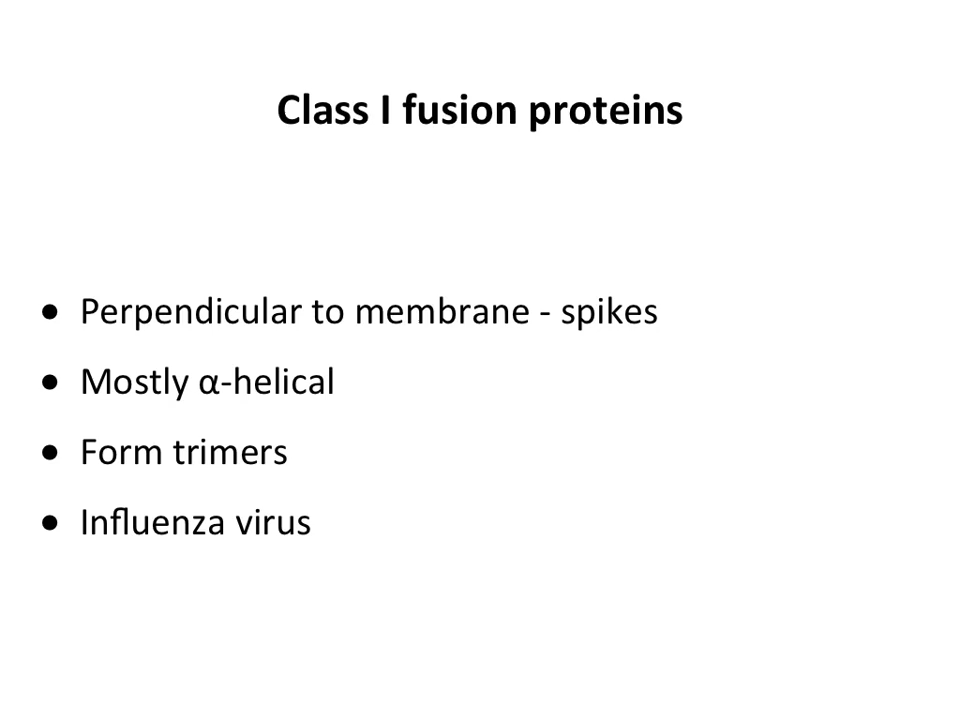 Class I fusion proteins
• Perpendicular to membrane - spikes
• Mostly α-helical
• Form trimers
• Influenza virus